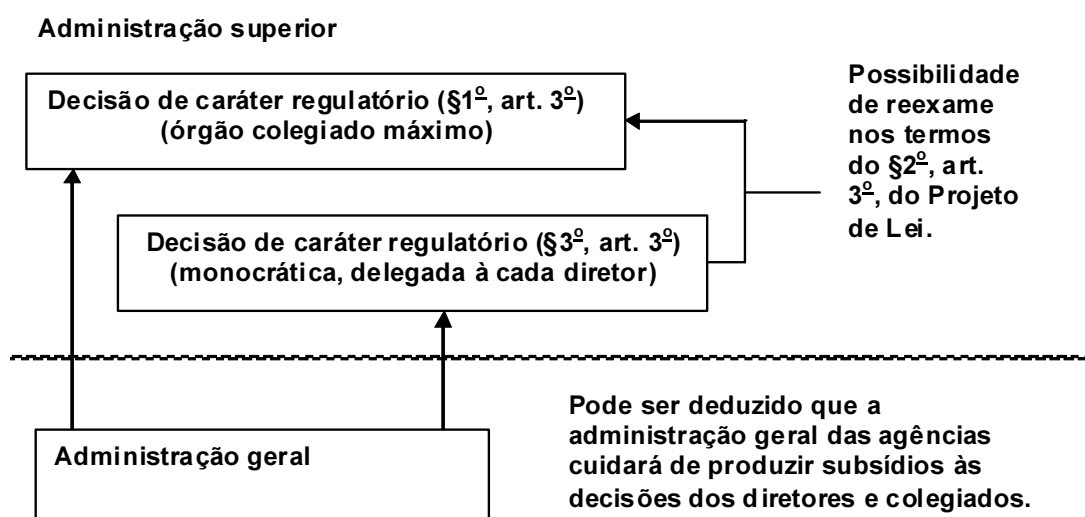 Administração superior
Decisão de caráter regulatório (§1º, art. 3º)
(órgão colegiado máximo)
Possibilidade
de reexame
nos termos
do §2º, art.
3º, do Projeto
de Lei.
Decisão de caráter regulatório (§3º, art. 3º)
(monocrática, delegada à cada diretor)
Administração geral
Pode ser deduzido que a
administração geral das agências
cuidará de produzir subsídios às
decisões dos diretores e colegiados.